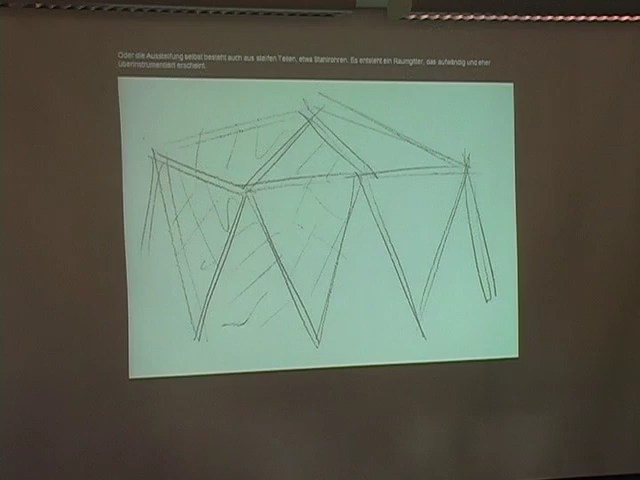 Oder die Aussteifung selbst besteht auch aus steifen Teilen, etwa Stahlrohren. Es entsteht ein Raumgitter, das aufwändig und eher
überinstrumentiert erscheint.